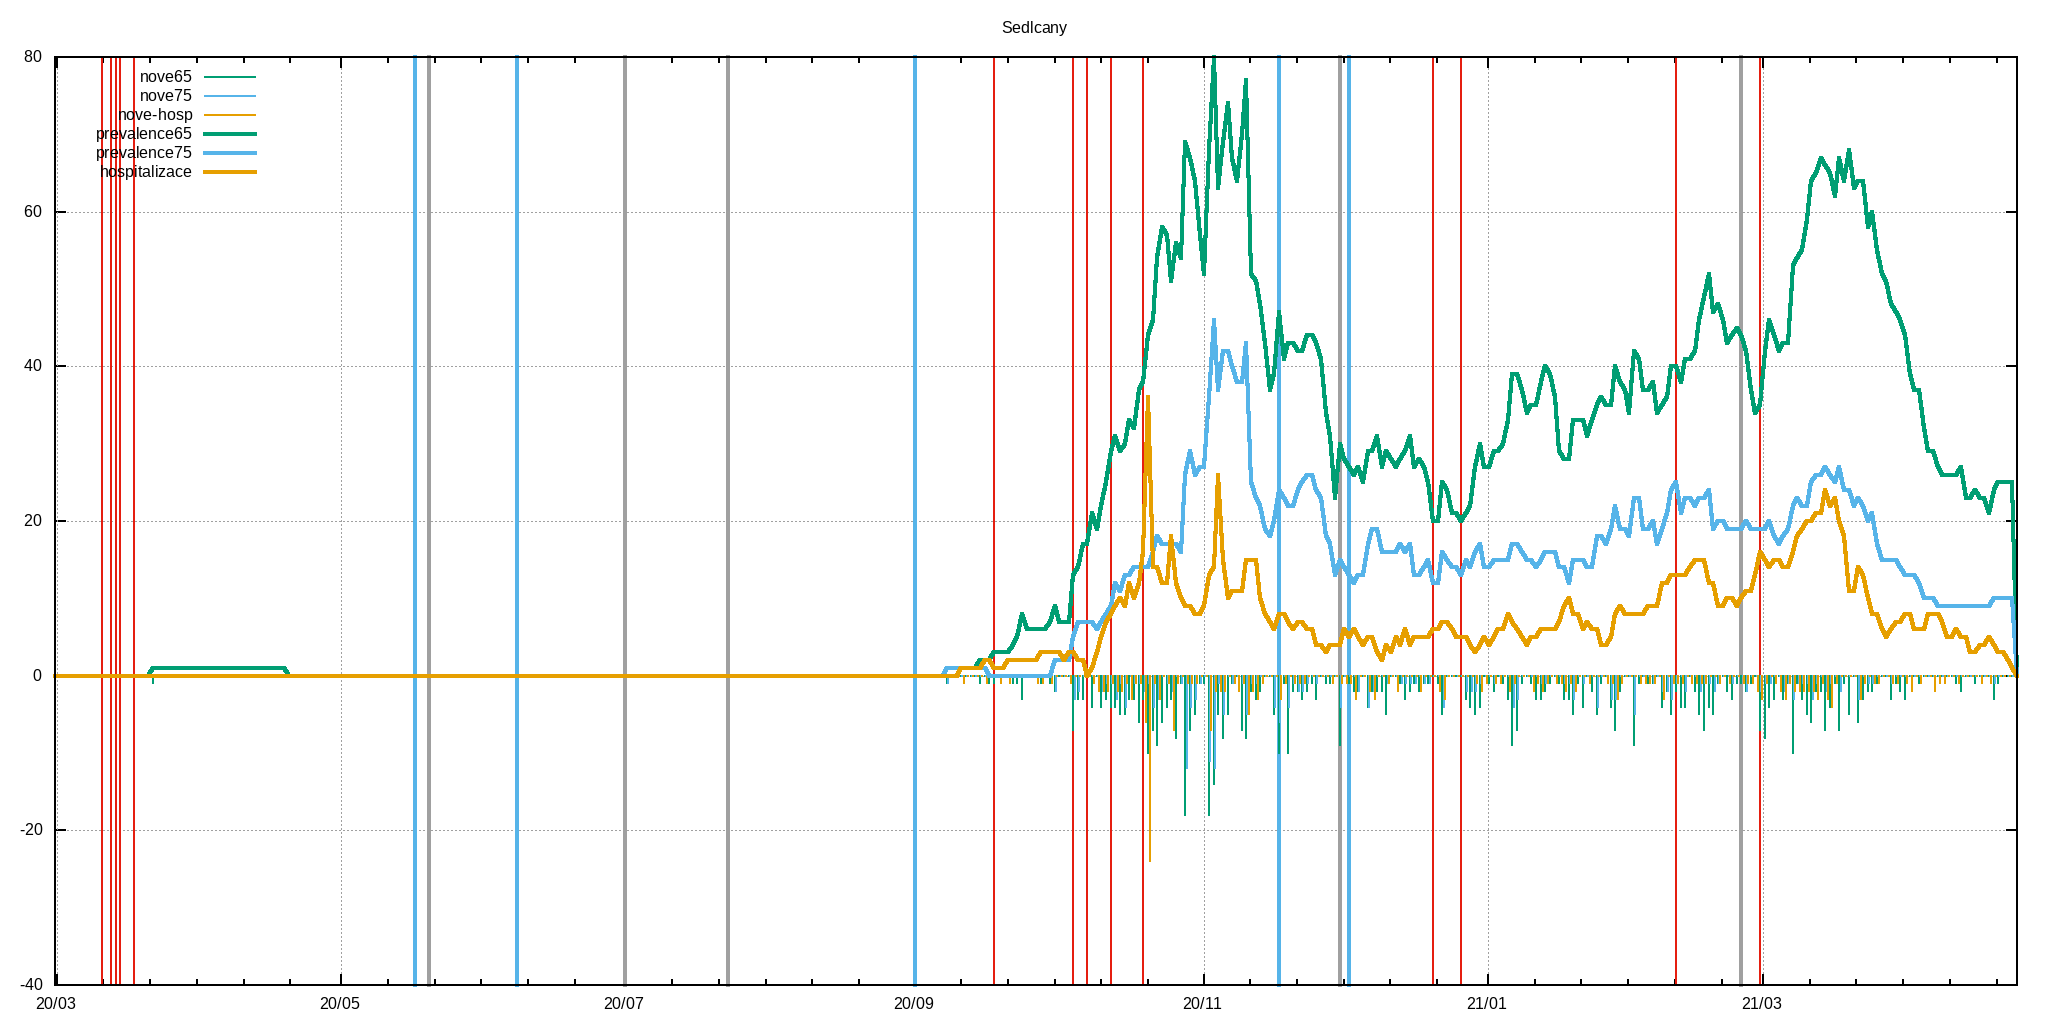 Sedlcany
80
nove65
nove75
nove-hosp
prevalence65
prevalence75
hospitalizace
60
40
20
0
-20
-40
20/03 20/05 20/07 20/09 20/11 21/01 21/03